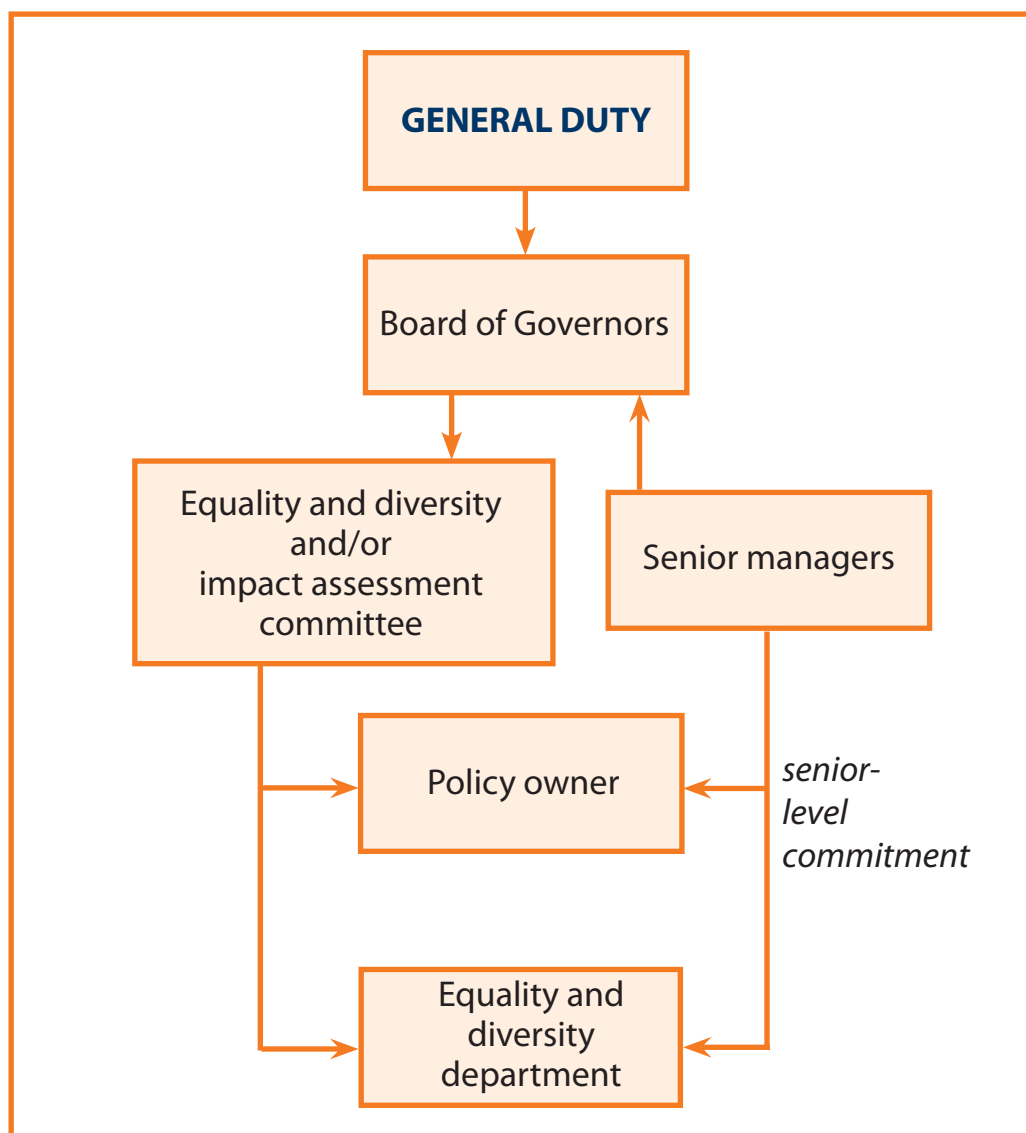 GENERAL DUTY
Board of Governors
Equality and diversity
and/or
impact assessment
committee
Senior managers
Policy owner
senior-
level
commitment
Equality and
diversity
department